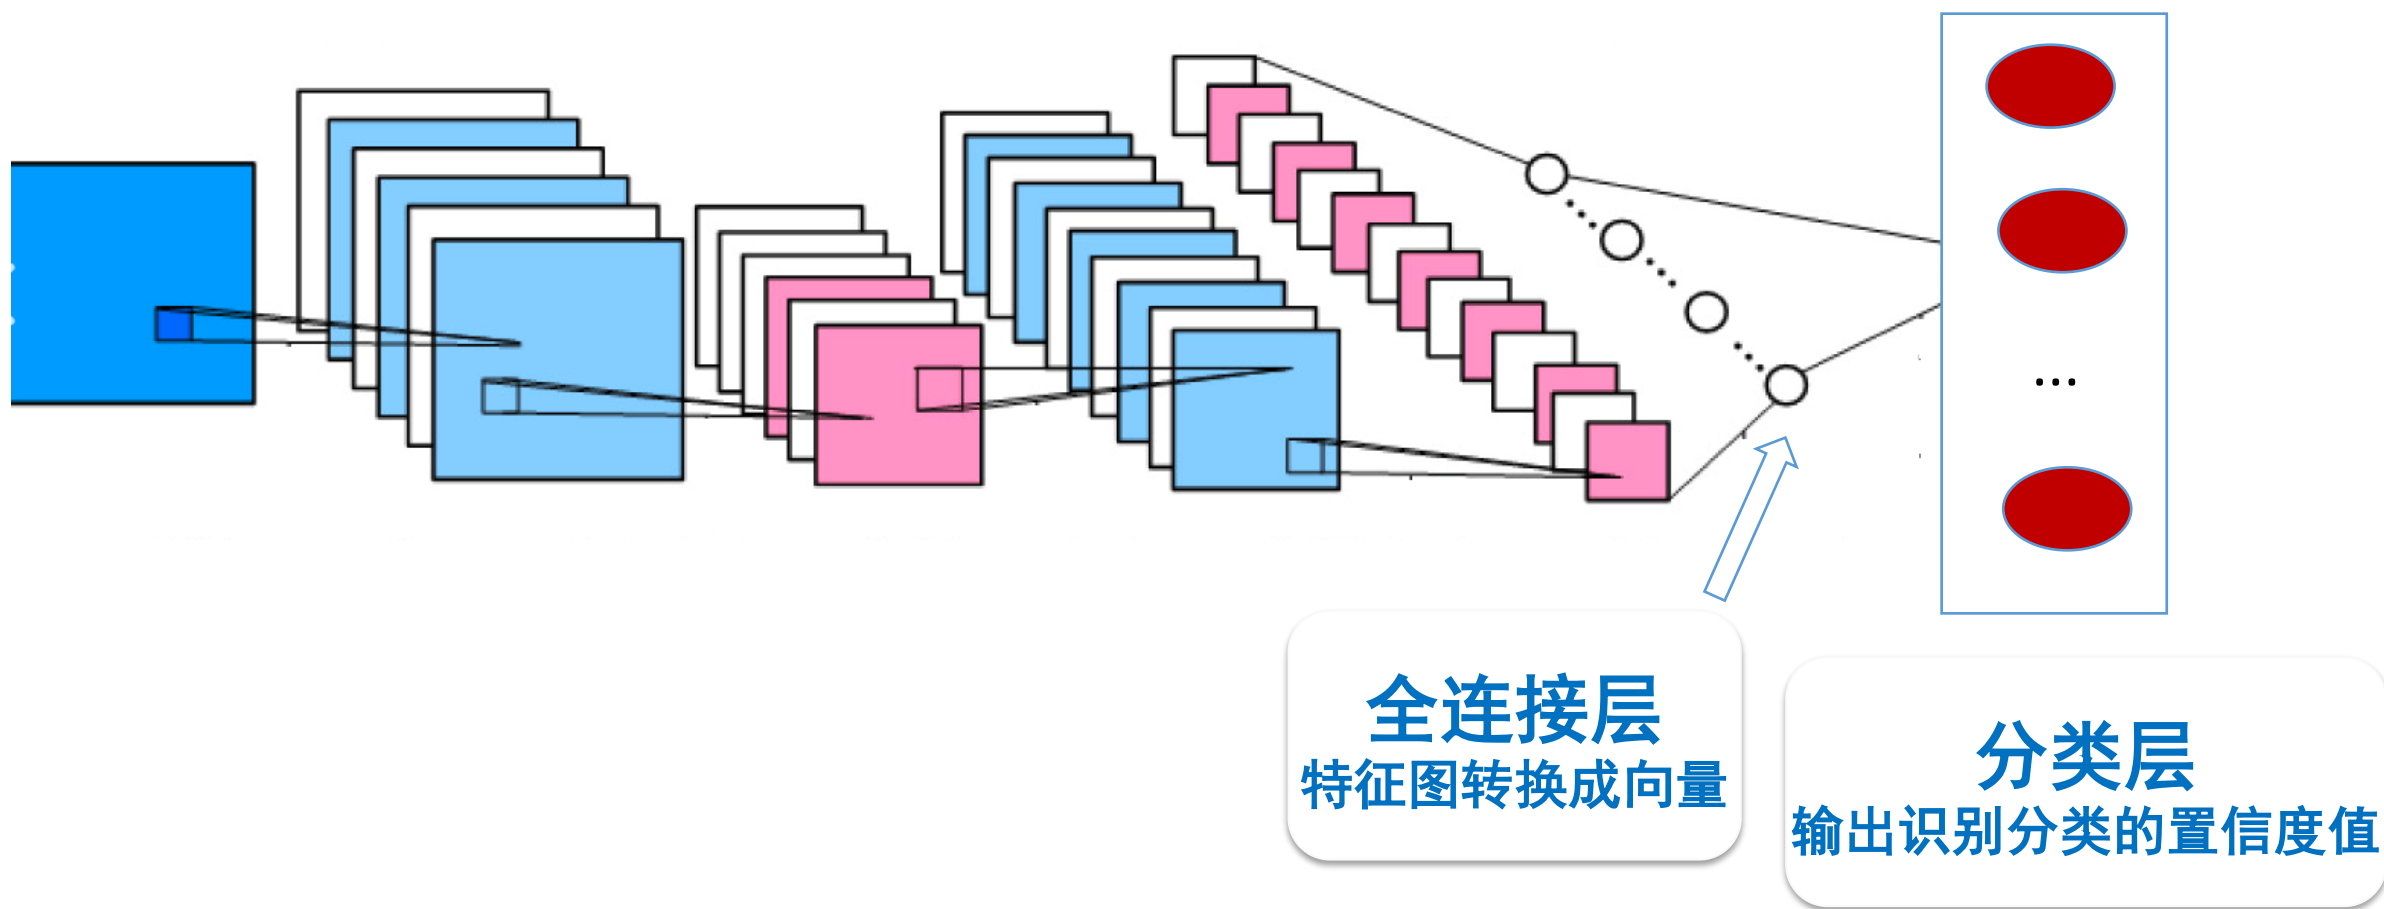 …
全连接层
特征图转换成向量
分类层
输出识别分类的置信度值